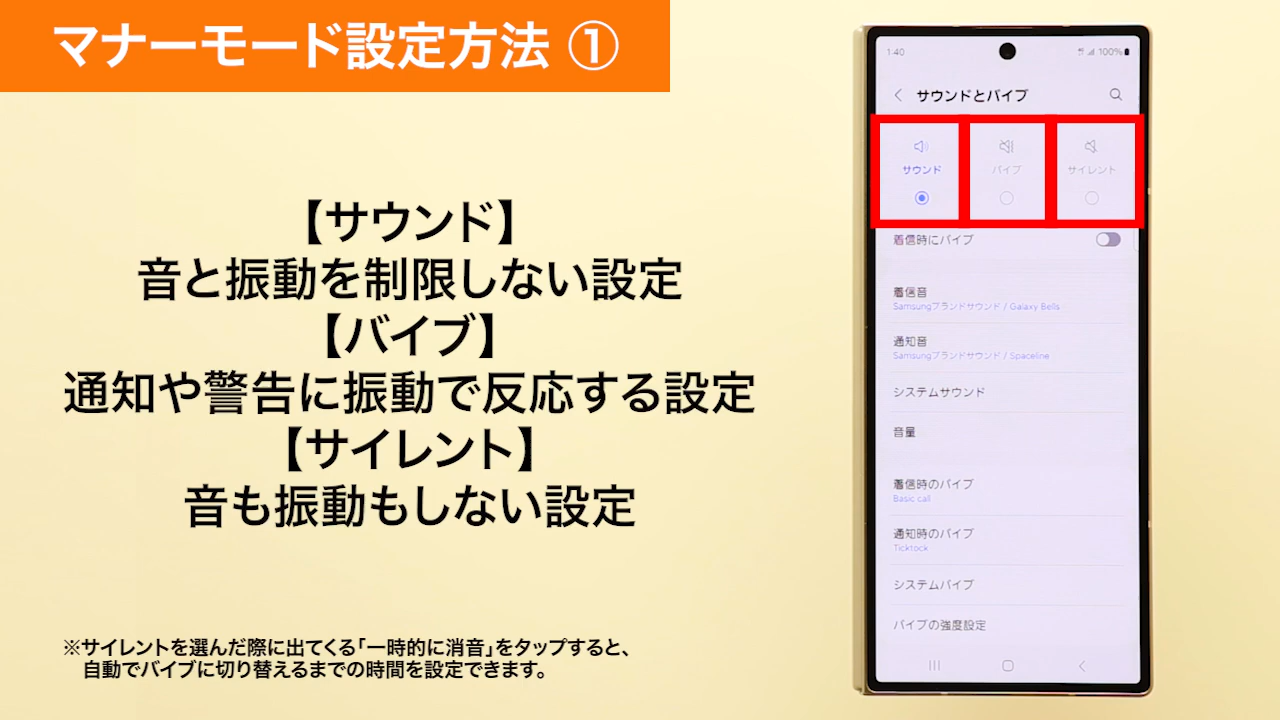 マナーモード設定方法 ①
【サウンド】
音と振動を制限しない設定
【バイブ】
通知や警告に振動で反応する設定
【サイレント】
音も振動もしない設定
※サイレントを選んだ際に出てくる「一時的に消音」をタップすると、
自動でバイブに切り替えるまでの時間を設定できます。
1:40
100%
サウンドとバイブ
サウンド
バイブ
サイレント
着信時にバイブ
着信音
Samsungブランドサウンド / Galaxy Bells
通知音
Samsungブランドサウンド / Spaceline
システムサウンド
音量
着信時のバイブ
Basic call
通知時のバイブ
Ticktock
システムバイブ
バイブの強度設定